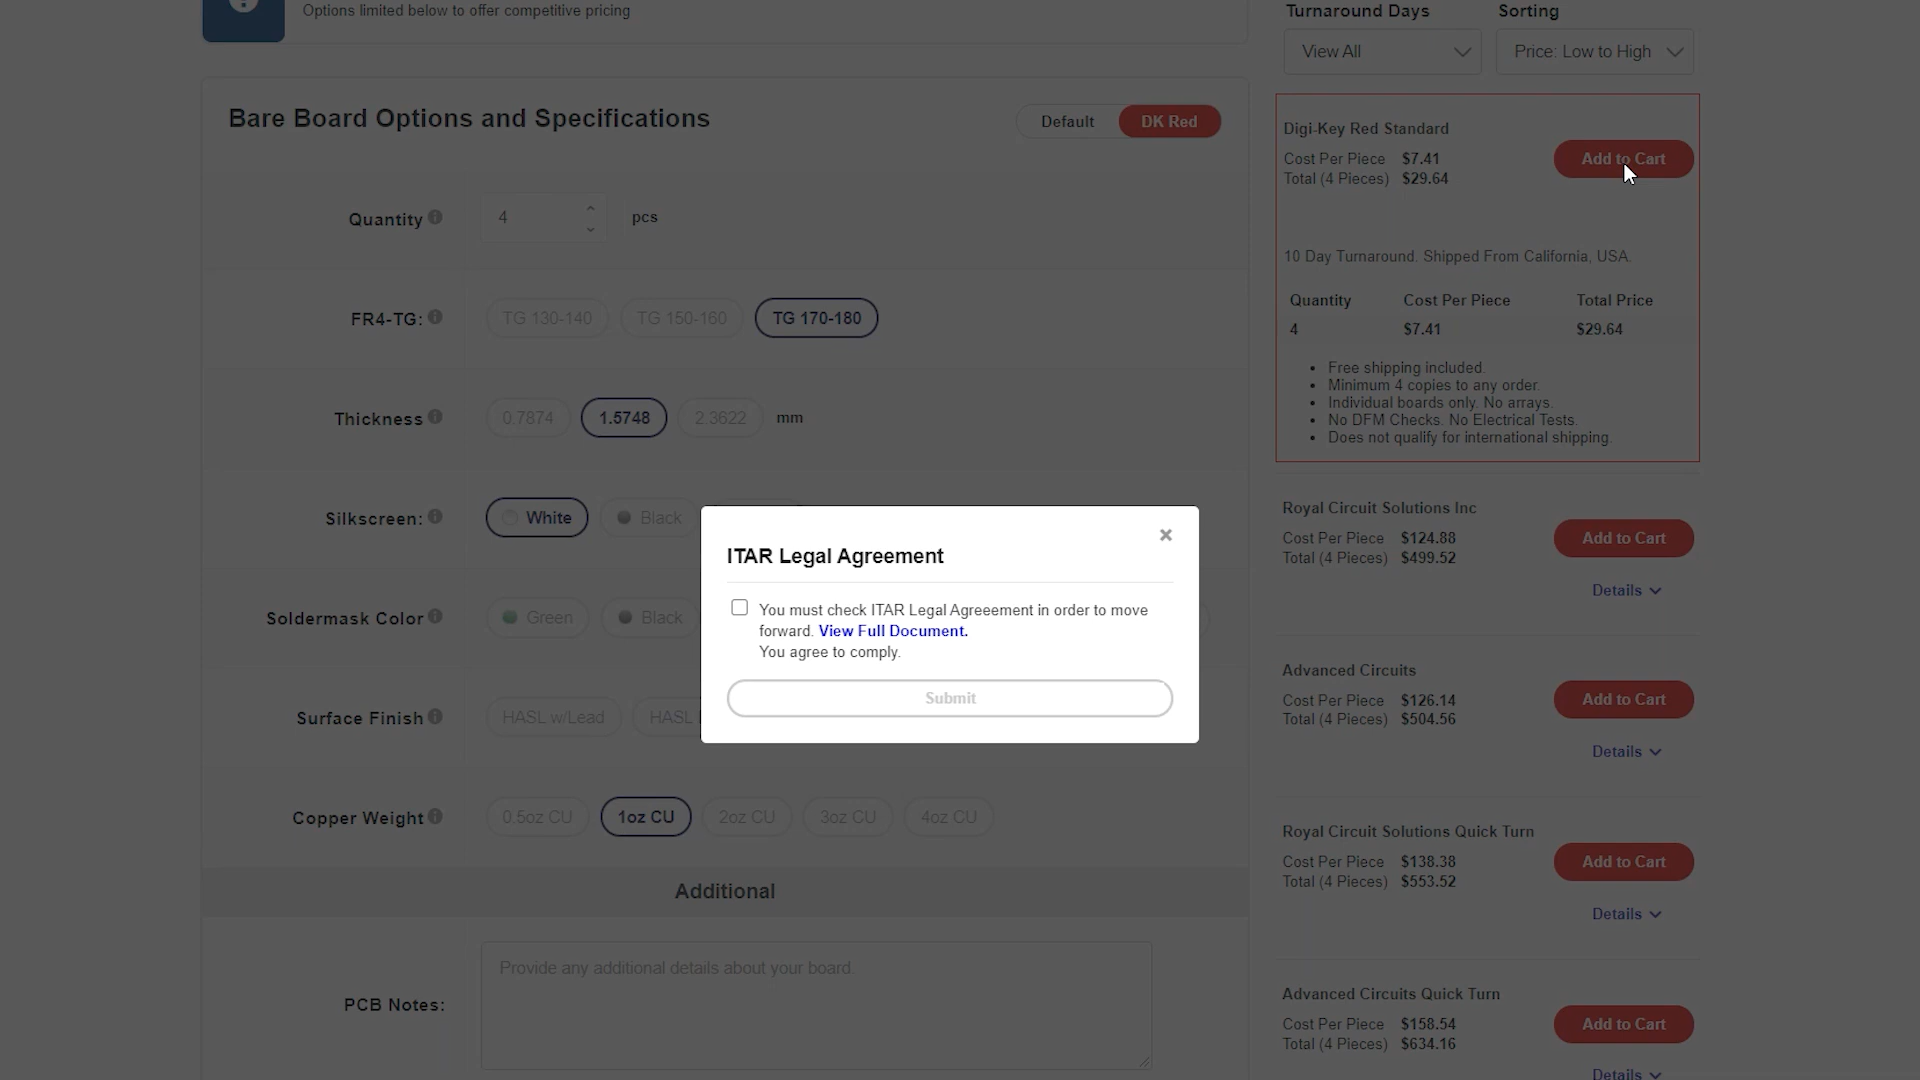 Options limited below to offer competitive pricing
Turnaround Days
Sorting
View All
Price: Low to High
Bare Board Options and Specifications
Default
DK Red
Quantity
4
pcs
FR4-TG:
TG 130-140
TG 150-160
TG 170-180
Thickness
0.7874
1.5748
2.3622
mm
Silkscreen:
White
Black
Soldermask Color
Green
Black
Surface Finish
HASL w/Lead
HASL
Copper Weight
0.5oz CU
1oz CU
2oz CU
3oz CU
4oz CU
Additional
PCB Notes:
Provide any additional details about your board.
ITAR Legal Agreement
You must check ITAR Legal Agreeement in order to move
forward. View Full Document.
You agree to comply.
Submit
Digi-Key Red Standard
Cost Per Piece $7.41
Total (4 Pieces) $29.64
Add to Cart
10 Day Turnaround. Shipped From California, USA.
Quantity Cost Per Piece Total Price
4 $7.41 $29.64
• Free shipping included.
• Minimum 4 copies to any order.
• Individual boards only. No arrays.
• No DFM Checks. No Electrical Tests.
• Does not qualify for international shipping.
Royal Circuit Solutions Inc
Cost Per Piece $124.88
Total (4 Pieces) $499.52
Add to Cart
Details
Advanced Circuits
Cost Per Piece $126.14
Total (4 Pieces) $504.56
Add to Cart
Details
Royal Circuit Solutions Quick Turn
Cost Per Piece $138.38
Total (4 Pieces) $553.52
Add to Cart
Details
Advanced Circuits Quick Turn
Cost Per Piece $158.54
Total (4 Pieces) $634.16
Add to Cart
Details